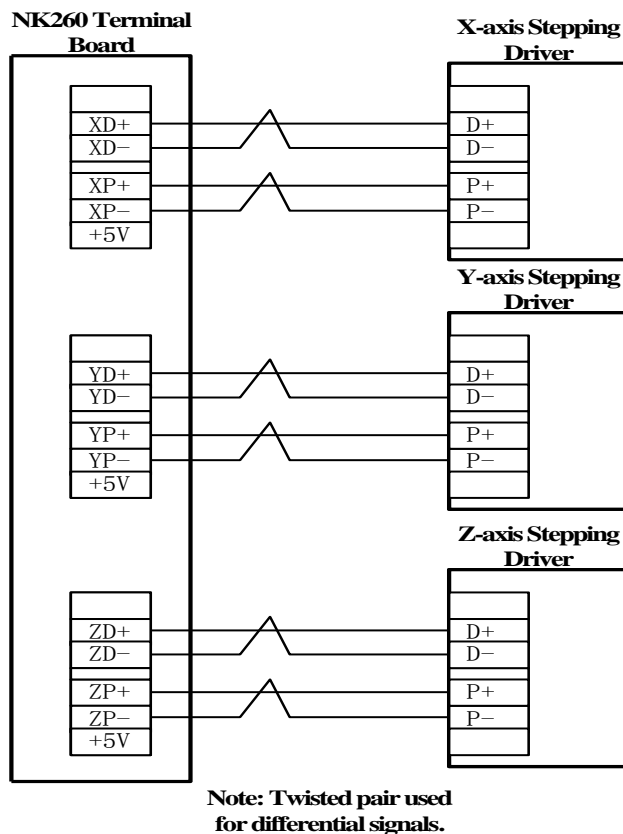 NK260 Terminal
Board
X-axis Stepping
Driver
XD+
XD-
XP+
XP-
+5V
D+
D-
P+
P-
Y-axis Stepping
Driver
YD+
YD-
YP+
YP-
+5V
D+
D-
P+
P-
Z-axis Stepping
Driver
ZD+
ZD-
ZP+
ZP-
+5V
D+
D-
P+
P-
Note: Twisted pair used
for differential signals.